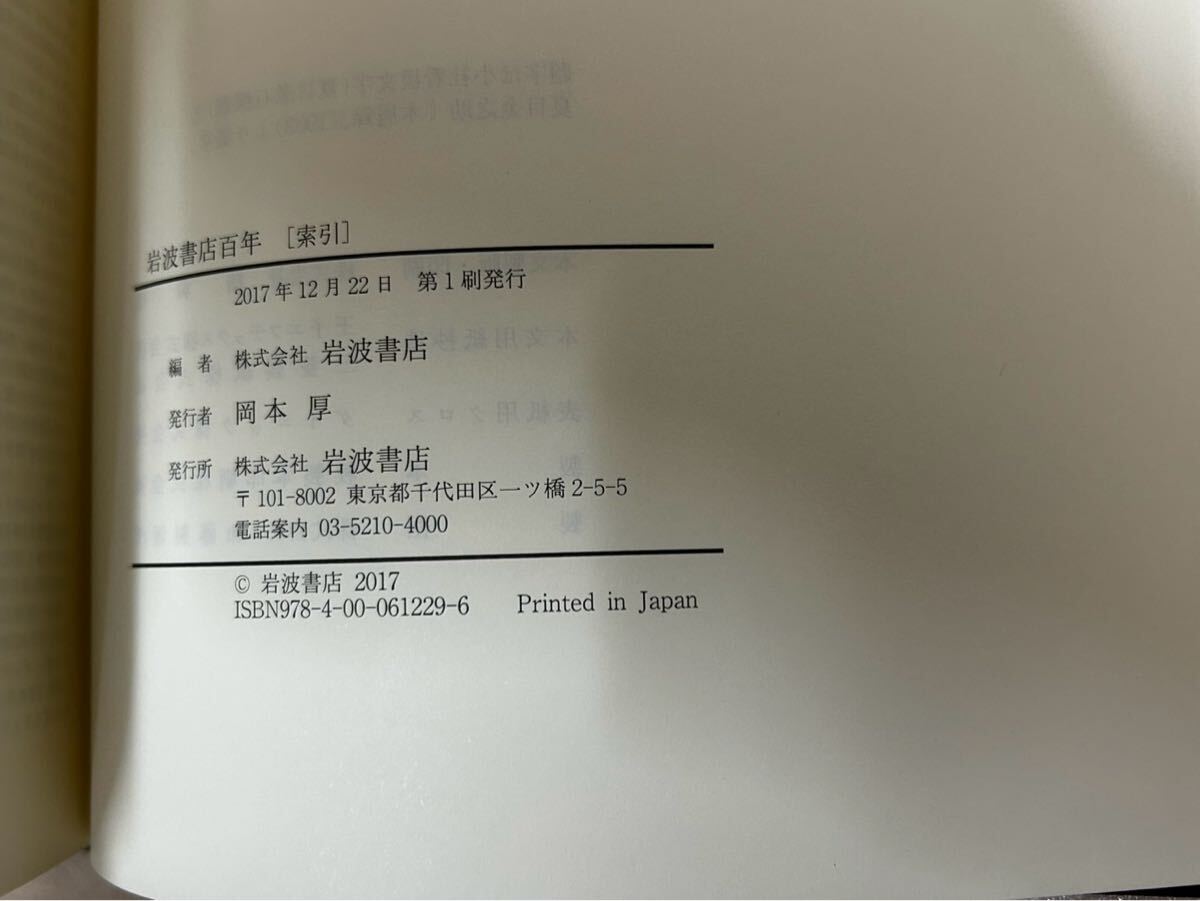 岩波書店百年 [索引]
2017年12月22日 第1刷発行
編者 株式会社 岩波書店
発行者 岡本 厚
発行所 株式会社 岩波書店
〒101-8002 東京都千代田区一ツ橋2-5-5
電話案内 03-5210-4000
© 岩波書店 2017
ISBN978-4-00-061229-6 Printed in Japan